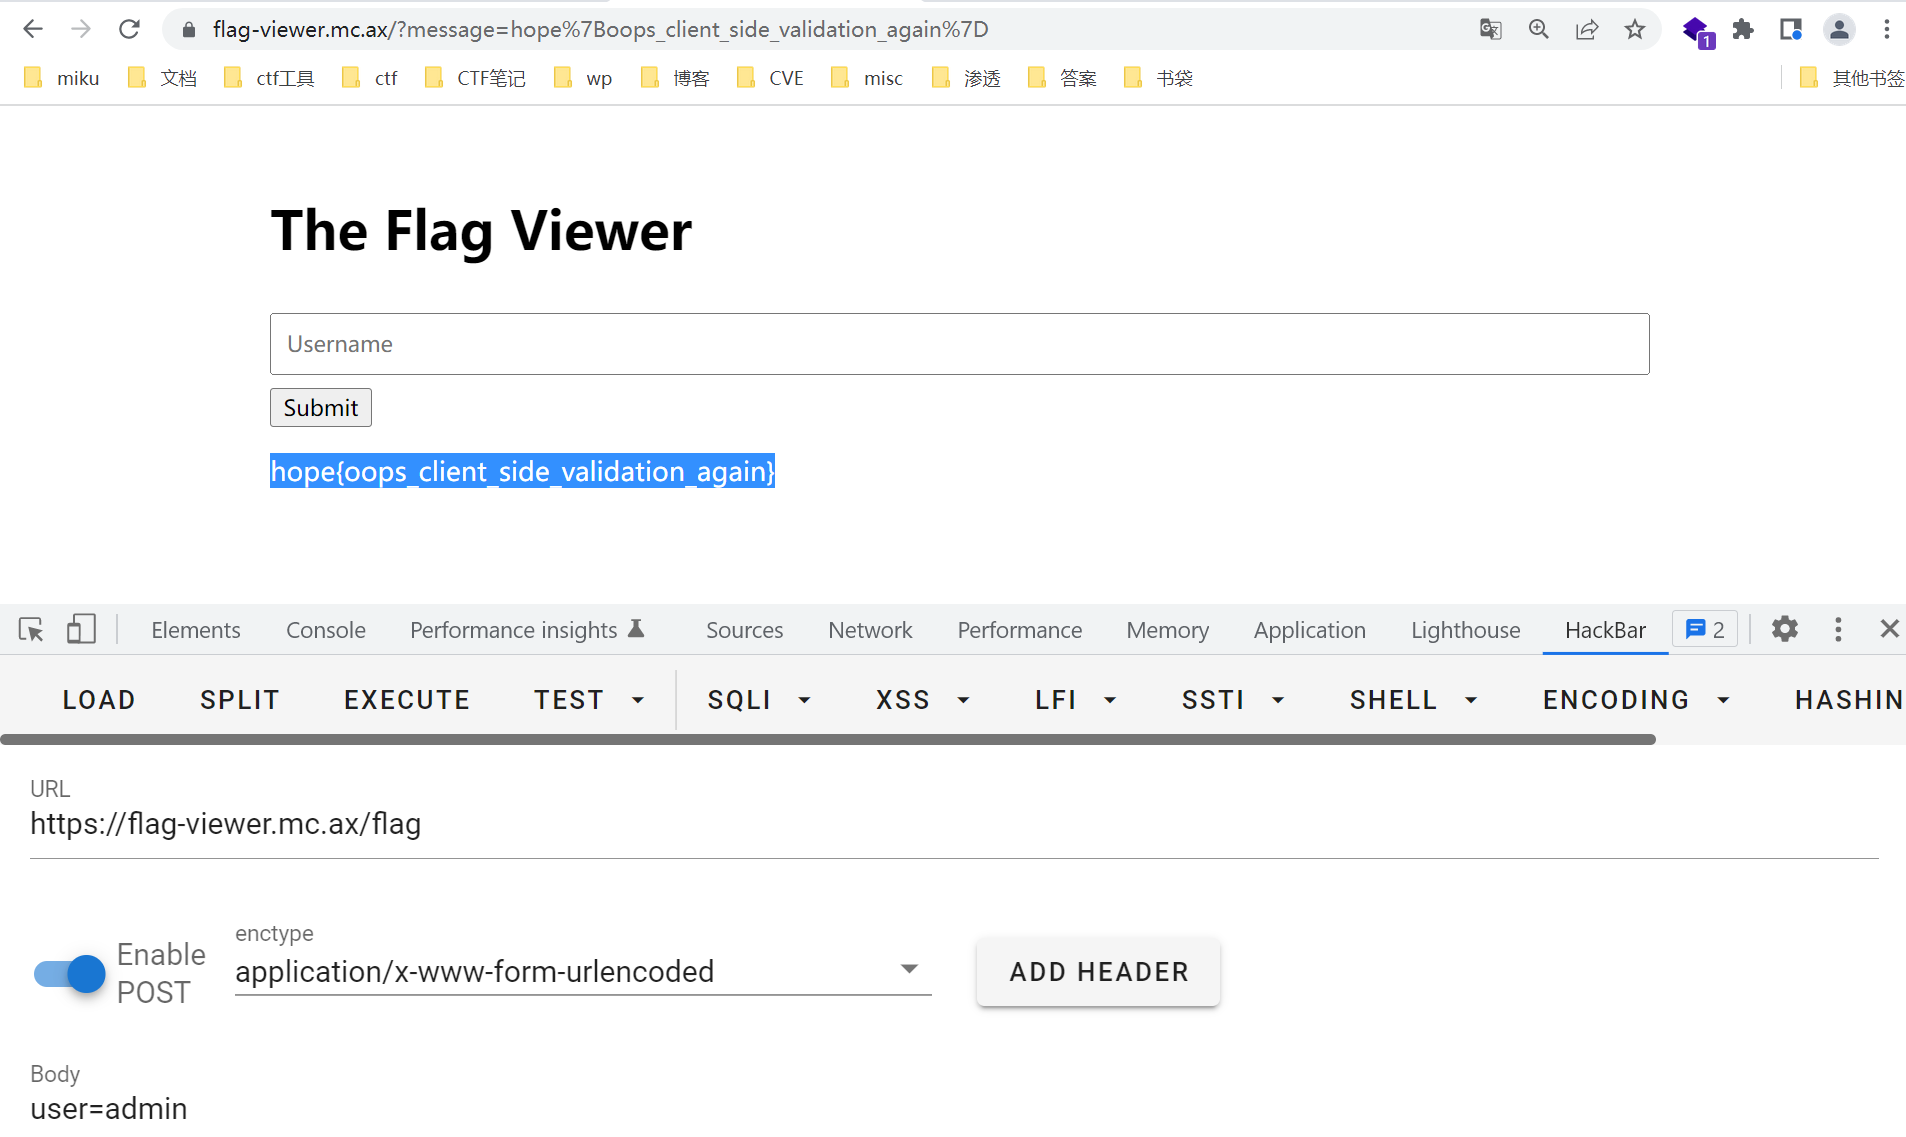 flag-viewer.mc.ax/?message=hope%7Boops_client_side_validation_again%7D
1
miku 文档 ctf工具 ctf CTF笔记 wp 博客 CVE misc 渗透 答案 书袋 其他书签
The Flag Viewer
Username
Submit
hope{oops_client_side_validation_again}
Elements Console Performance insights Sources Network Performance Memory Application Lighthouse HackBar 2
LOAD SPLIT EXECUTE TEST SQLI XSS LFI SSTI SHELL ENCODING HASHIN
URL
https://flag-viewer.mc.ax/flag
Enable
POST
enctype
application/x-www-form-urlencoded
ADD HEADER
Body
user=admin